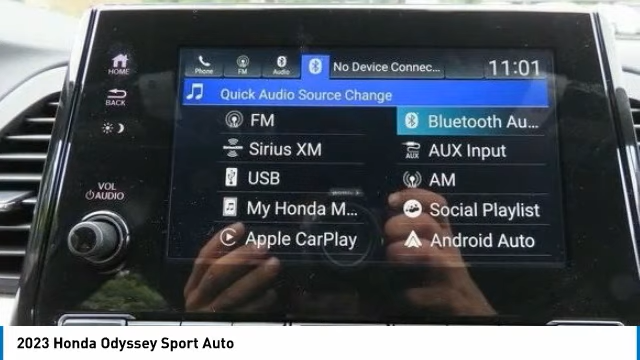 Phone
FM
Audio
No Device Connec...
11:01
HOME
Quick Audio Source Change
BACK
FM
Bluetooth Au...
Sirius XM
AUX Input
USB
AM
VOL
AUDIO
My Honda M...
Social Playlist
Apple CarPlay
Android Auto
2023 Honda Odyssey Sport Auto